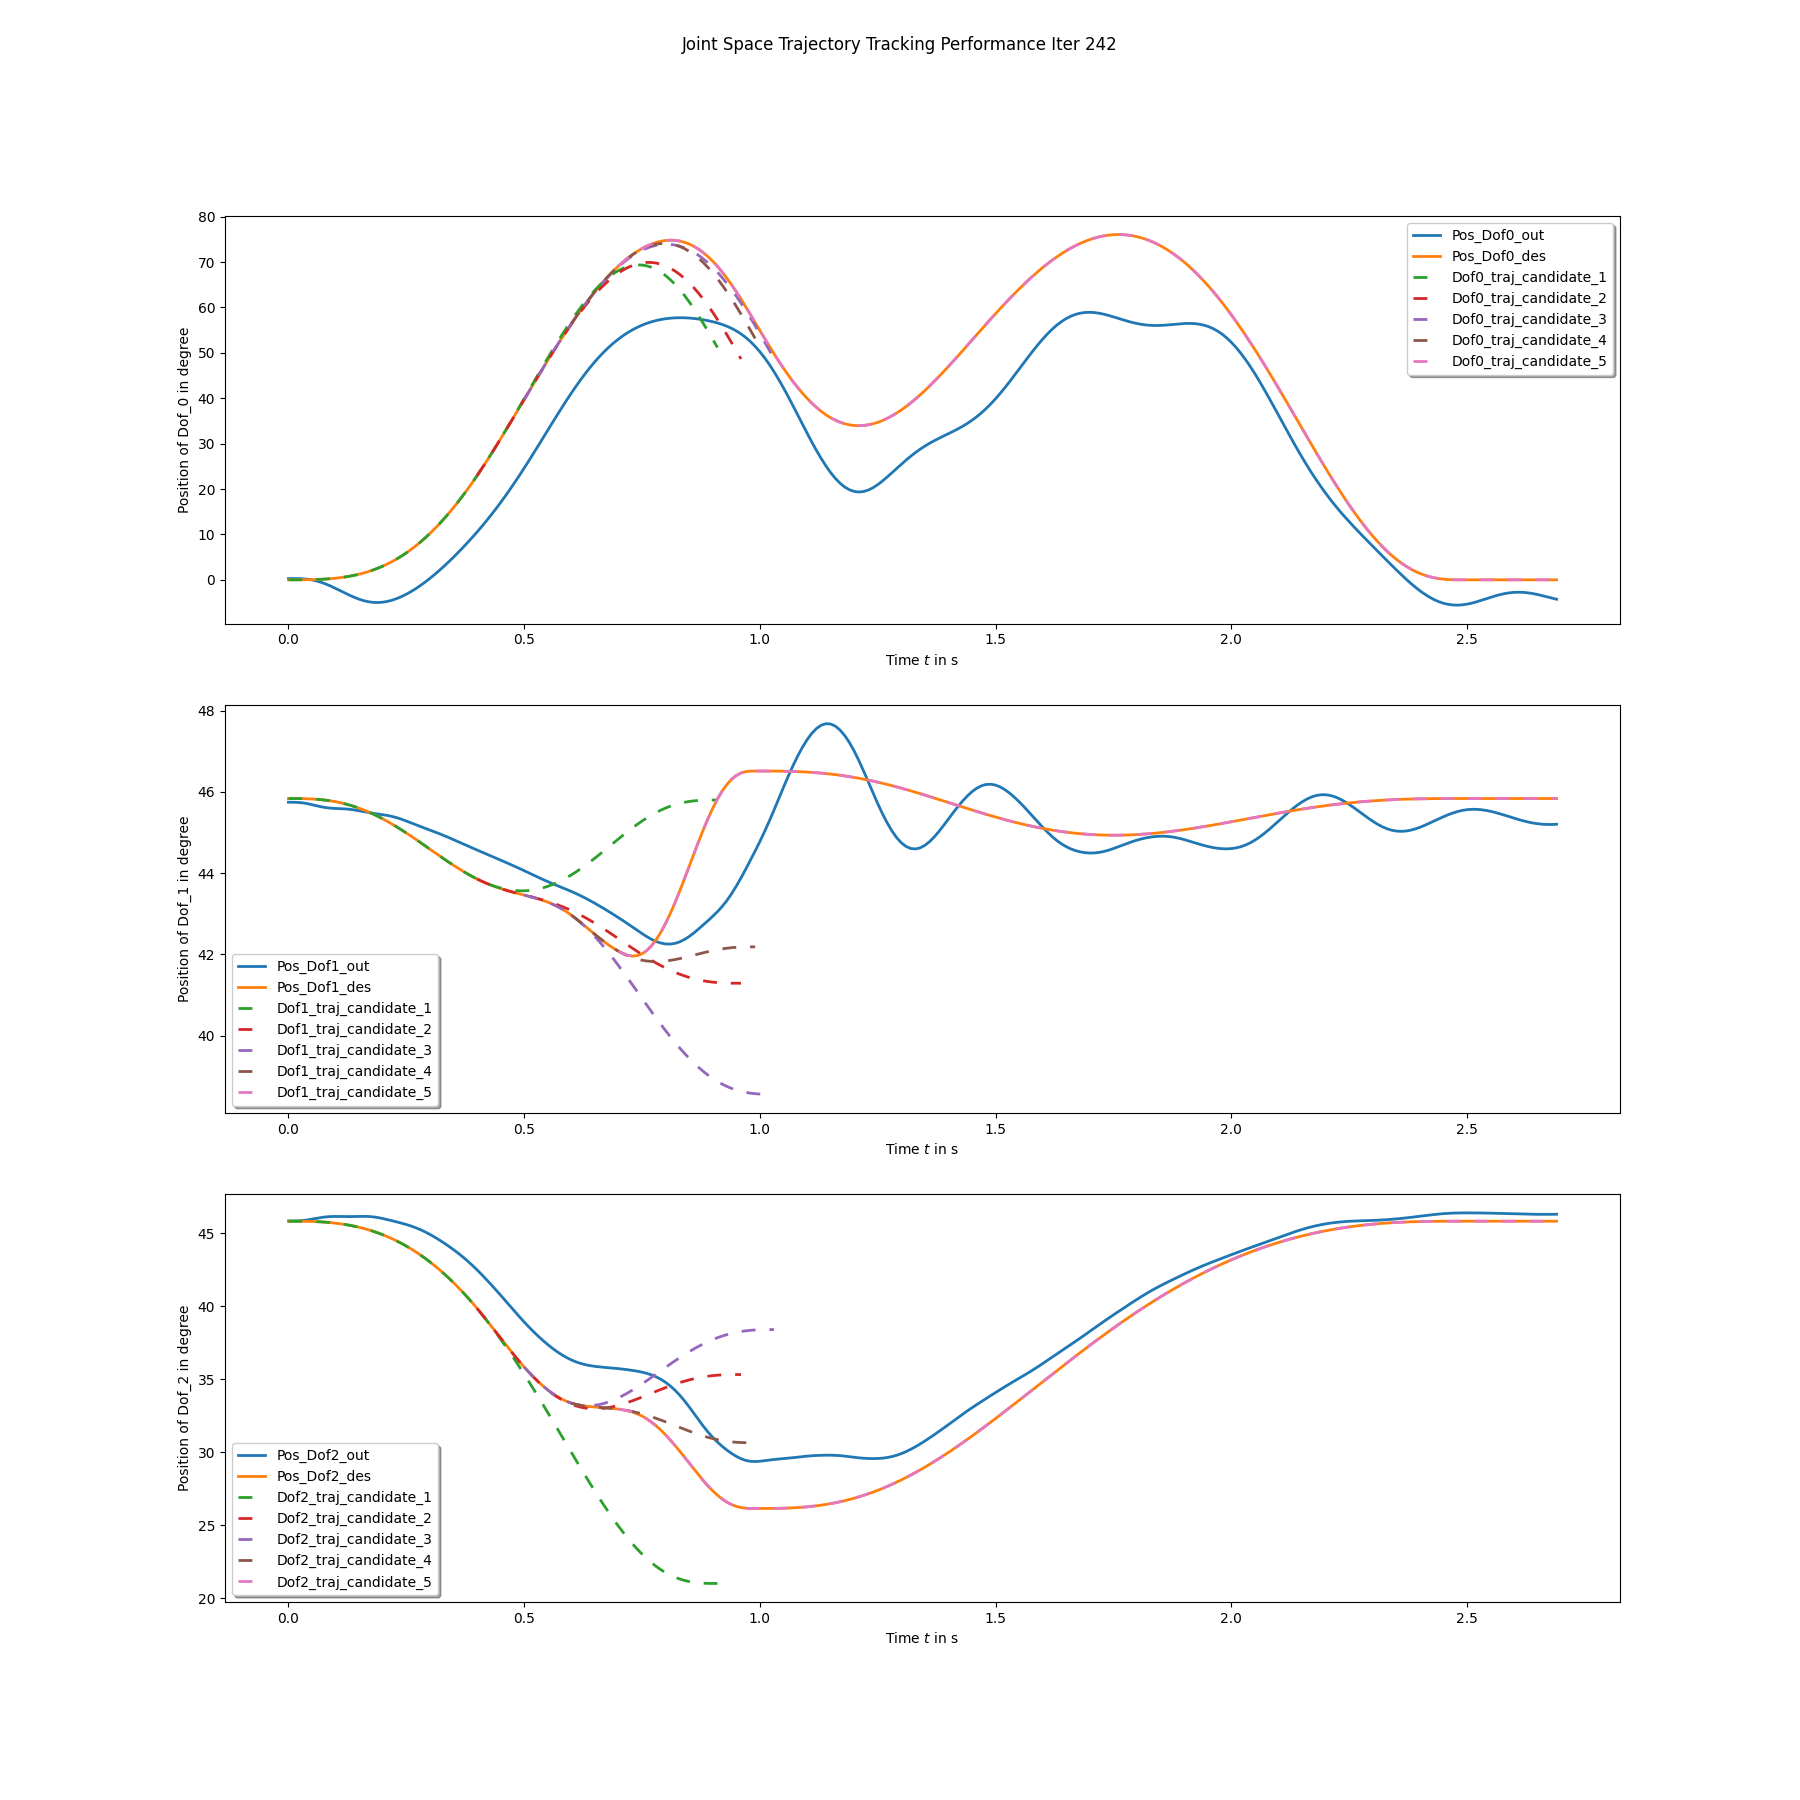 Joint Space Trajectory Tracking Performance Iter 242
80
70
60
50
40
30
20
10
0
Position of Dof_0 in degree
Pos_Dof0_out
Pos_Dof0_des
Dof0_traj_candidate_1
Dof0_traj_candidate_2
Dof0_traj_candidate_3
Dof0_traj_candidate_4
Dof0_traj_candidate_5
0.0 0.5 1.0 1.5 2.0 2.5
Time t in s
48
46
44
42
40
Position of Dof_1 in degree
Pos_Dof1_out
Pos_Dof1_des
Dof1_traj_candidate_1
Dof1_traj_candidate_2
Dof1_traj_candidate_3
Dof1_traj_candidate_4
Dof1_traj_candidate_5
0.0 0.5 1.0 1.5 2.0 2.5
Time t in s
45
40
35
30
25
20
Position of Dof_2 in degree
Pos_Dof2_out
Pos_Dof2_des
Dof2_traj_candidate_1
Dof2_traj_candidate_2
Dof2_traj_candidate_3
Dof2_traj_candidate_4
Dof2_traj_candidate_5
0.0 0.5 1.0 1.5 2.0 2.5
Time t in s